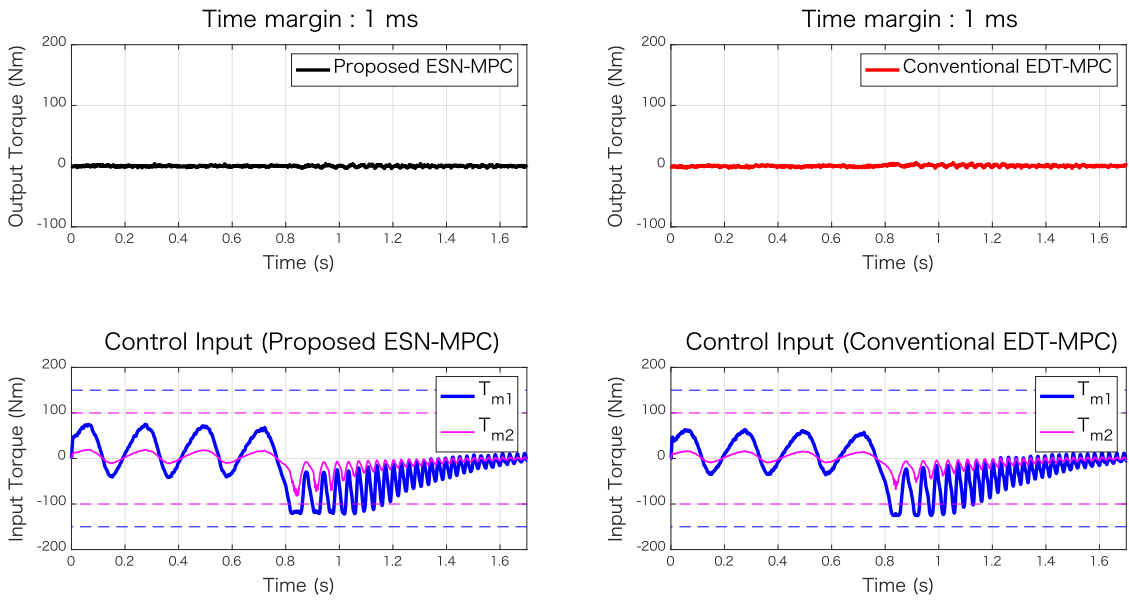 Time margin : 1 ms
Output Torque (Nm)
200
100
0
-100
Proposed ESN-MPC
0 0.2 0.4 0.6 0.8 1 1.2 1.4 1.6
Time (s)
Time margin : 1 ms
Output Torque (Nm)
200
100
0
-100
Conventional EDT-MPC
0 0.2 0.4 0.6 0.8 1 1.2 1.4 1.6
Time (s)
Control Input (Proposed ESN-MPC)
Input Torque (Nm)
200
100
0
-100
-200
T m1
T m2
0 0.2 0.4 0.6 0.8 1 1.2 1.4 1.6
Time (s)
Control Input (Conventional EDT-MPC)
Input Torque (Nm)
200
100
0
-100
-200
T m1
T m2
0 0.2 0.4 0.6 0.8 1 1.2 1.4 1.6
Time (s)